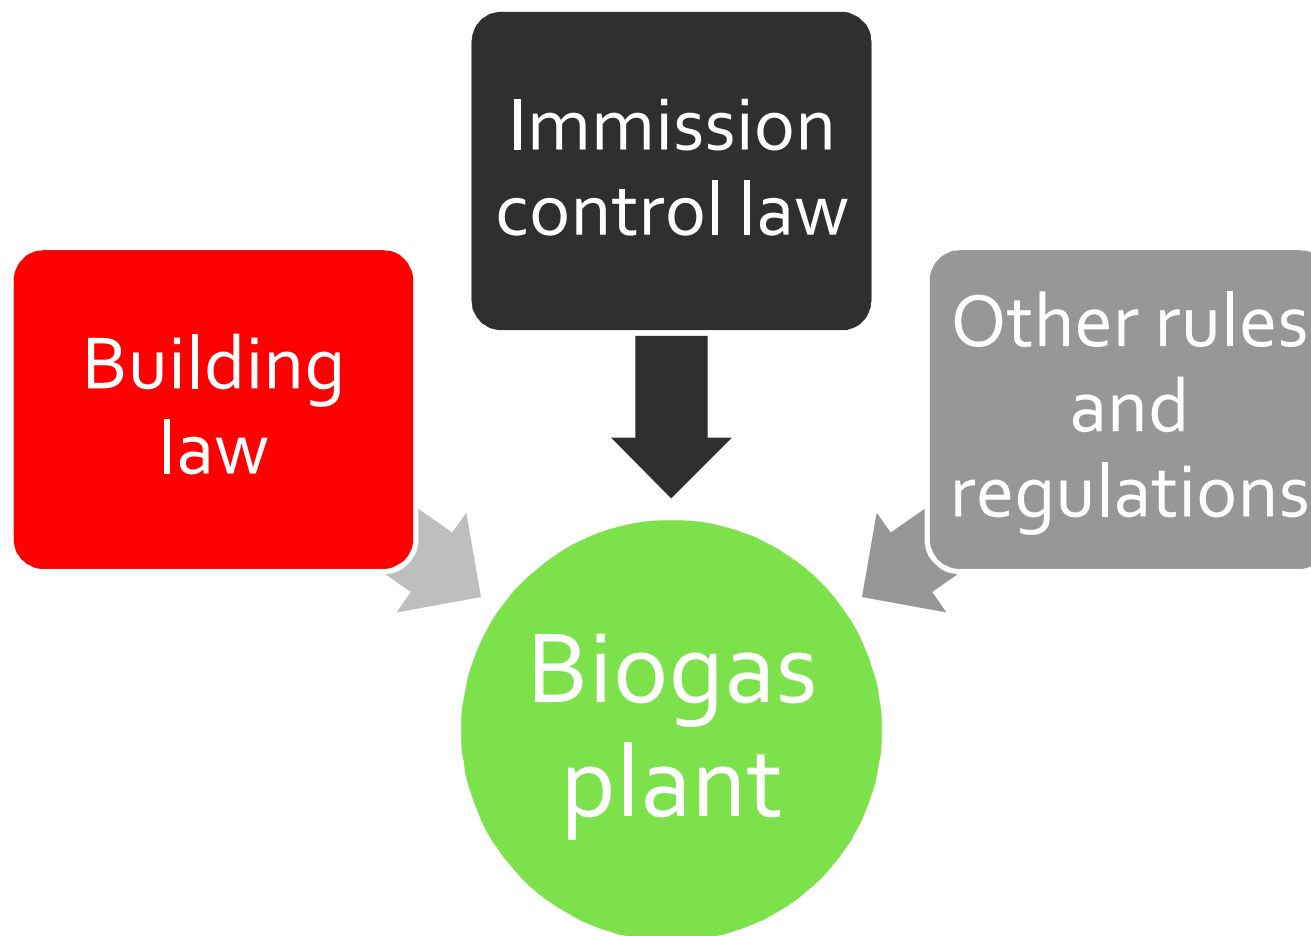 Immission
control law
Building
law
Other rules
and
regulations
Biogas
plant